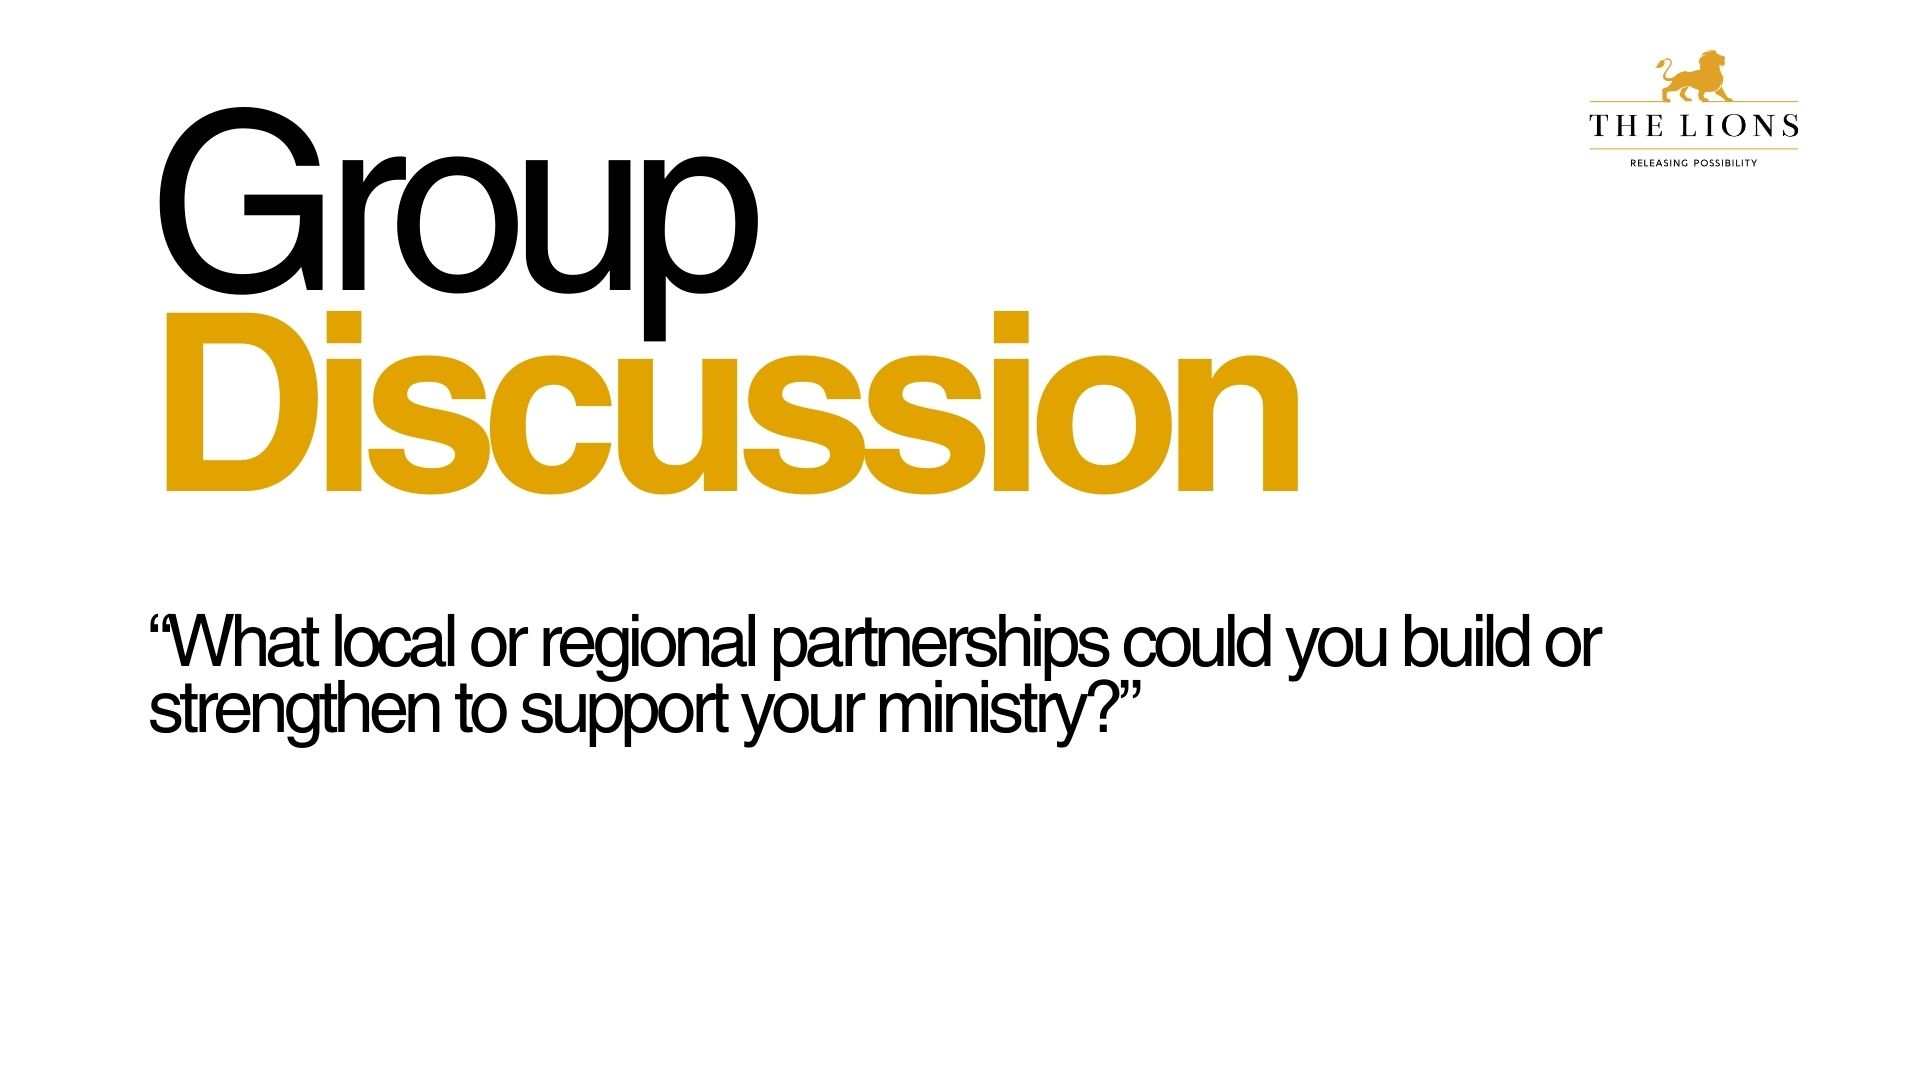 THE LIONS
RELEASING POSSIBILITY
Group
Discussion
“What local or regional partnerships could you build or
strengthen to support your ministry?”